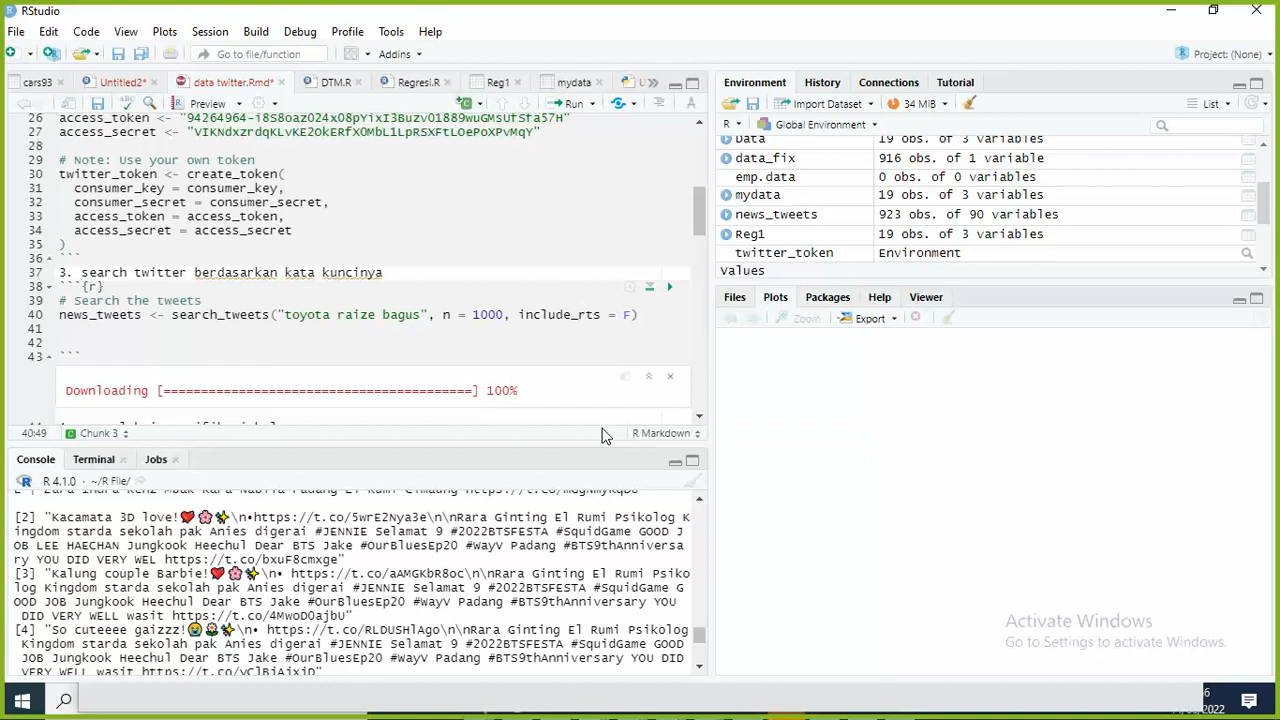 RStudio
File Edit Code View Plots Session Build Debug Profile Tools Help
Go to file/function Addins Project: (None)
cars93 Untitled2* data twitter.Rmd* DTM.R Regresi.R Reg1 mydata
Preview Run
26 access_token <-
27 access_secret <-
28
29 # Note: Use your own token
30 twitter_token <- create_token(
31 consumer_key = consumer_key,
32 consumer_secret = consumer_secret,
33 access_token = access_token,
34 access_secret = access_secret
35 )
36 ```
37 3. search twitter berdasarkan kata kuncinya
38 ```{r}
39 # Search the tweets
40 news_tweets <- search_tweets("toyota raize bagus", n = 1000, include_rts = F)
41
42
43 ```
Downloading [=========================================] 100%
40:49 Chunk 3 R Markdown
Console Terminal Jobs
R 4.1.0 · ~/R File/
[2] "Kacamata 3D love!❤️🌸✨\n•https://t.co/5wrE2Nya3e\n\nRara Ginting El Rumi Psikolog K
ingdom starda sekolah pak Anies digerai #JENNIE Selamat 9 #2022BTSFESTA #SquidGame GOOD J
OB LEE HAECHAN Jungkook Heechul Dear BTS Jake #OurBluesEp20 #WayV Padang #BTS9thAnniversa
ry YOU DID VERY WEL https://t.co/bxuF8cmxge"
[3] "Kalung couple Barbie!❤️🌸✨\n• https://t.co/aAMGKbR8oc\n\nRara Ginting El Rumi Psiko
log Kingdom starda sekolah pak Anies digerai #JENNIE Selamat 9 #2022BTSFESTA #SquidGame G
OOD JOB Jungkook Heechul Dear BTS Jake #OurBluesEp20 #WayV Padang #BTS9thAnniversary YOU
DID VERY WELL wasit https://t.co/4MwoD0ajbU"
[4] "So cuteeee gaizzz!😭🌼✨\n• https://t.co/RLDUSHlAgo\n\nRara Ginting El Rumi Psikolog
Kingdom starda sekolah pak Anies digerai #JENNIE Selamat 9 #2022BTSFESTA #SquidGame GOOD
JOB Jungkook Heechul Dear BTS Jake #OurBluesEp20 #WayV Padang #BTS9thAnniversary YOU DID
VERY WELL wasit
Environment History Connections Tutorial
Import Dataset 34 MiB List
R Global Environment
Data 19 obs. of 3 variables
data_fix 916 obs. of 1 variable
emp.data 0 obs. of 0 variables
mydata 19 obs. of 3 variables
news_tweets 923 obs. of 90 variables
Reg1 19 obs. of 3 variables
twitter_token Environment
Values
Files Plots Packages Help Viewer
Zoom Export
Activate Windows
Go to Settings to activate Windows.